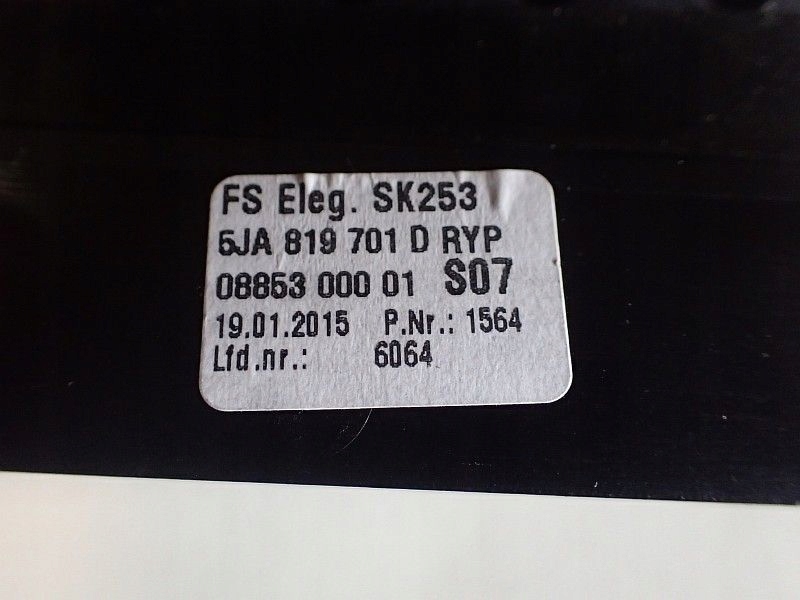 FS Eleg. SK253
5JA 819 701 D RYP
08853 000 01 S07
19.01.2015 P.Nr.: 1564
Lfd.nr.: 6064